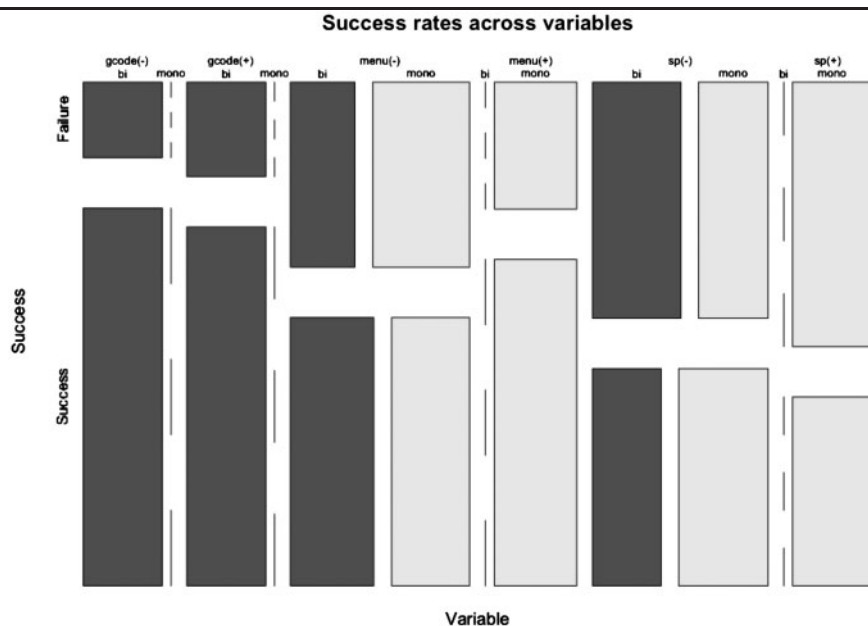 Success rates across variables
gcode(-) gcode(+) menu(-) menu(+) sp(-) sp(+)
bi mono bi mono bi mono bi mono bi mono bi mono
Failure
Success
Success
Variable